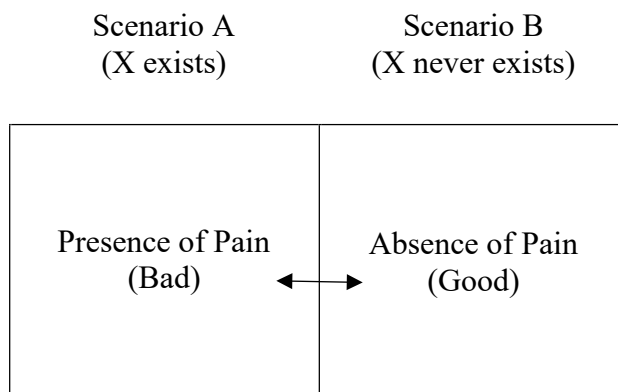 Scenario A
(X exists)
Scenario B
(X never exists)
Presence of Pain
(Bad)
Absence of Pain
(Good)